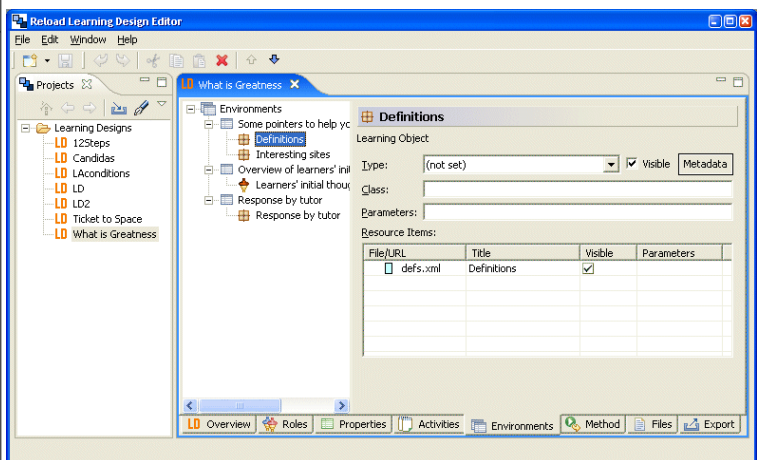 Reload Learning Design Editor
File Edit Window Help
Projects
What is Greatness
Learning Designs
12Steps
Candidas
LAconditions
LD
LD2
Ticket to Space
What is Greatness
Environments
Some pointers to help yo
Definitions
Interesting sites
Overview of learners' init
Learners' initial thoug
Response by tutor
Response by tutor
Definitions
Learning Object
Type: (not set) Visible Metadata
Class:
Parameters:
Resource Items:
File/URL Title Visible Parameters
defs.xml Definitions
LD Overview Roles Properties Activities Environments Method Files Export